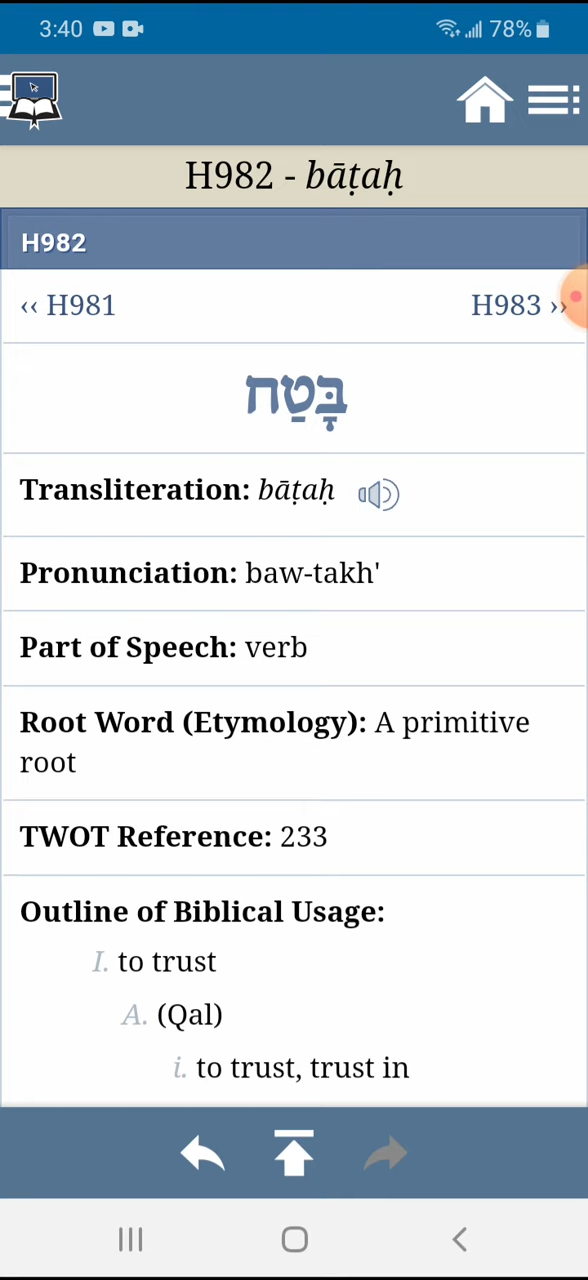 3:40 78%
H982 - bāṭaḥ
H982
‹‹ H981 H983 ››
בָּטַח
Transliteration: bāṭaḥ
Pronunciation: baw-takh'
Part of Speech: verb
Root Word (Etymology): A primitive
root
TWOT Reference: 233
Outline of Biblical Usage:
I. to trust
A. (Qal)
i. to trust, trust in